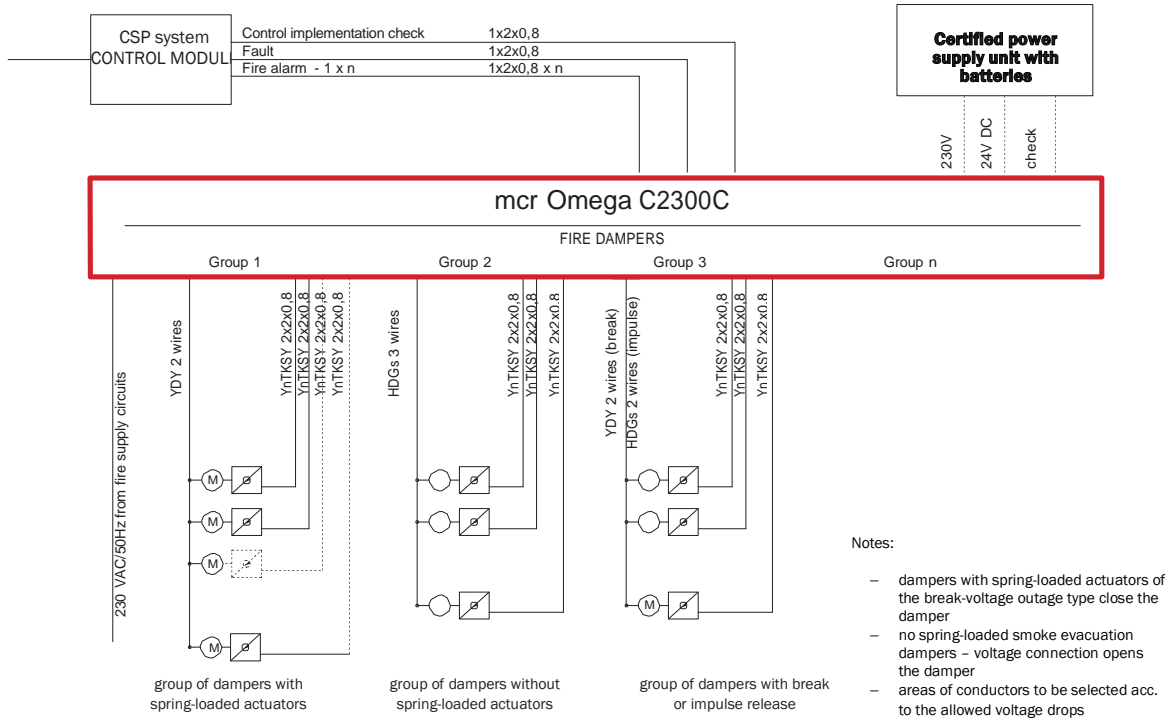 CSP system
CONTROL MODUL
Control implementation check 1x2x0,8
Fault 1x2x0,8
Fire alarm - 1 x n 1x2x0,8 x n
Certified power
supply unit with
batteries
230V
24V DC
check
mcr Omega C2300C
FIRE DAMPERS
Group 1
Group 2
Group 3
Group n
230 VAC/50Hz from fire supply circuits
YDY 2 wires
YnTKSY 2x2x0,8
YnTKSY 2x2x0,8
YnTKSY 2x2x0,8
YnTKSY 2x2x0,8
HDGs 3 wires
YnTKSY 2x2x0,8
YnTKSY 2x2x0,8
YnTKSY 2x2x0.8
YDY 2 wires (break)
HDGs 2 wires (impulse)
YnTKSY 2x2x0,8
YnTKSY 2x2x0,8
YnTKSY 2x2x0,8
M
M
M
M
M
group of dampers with
spring-loaded actuators
group of dampers without
spring-loaded actuators
group of dampers with break
or impulse release
Notes:
– dampers with spring-loaded actuators of
the break-voltage outage type close the
damper
– no spring-loaded smoke evacuation
dampers – voltage connection opens
the damper
– areas of conductors to be selected acc.
to the allowed voltage drops